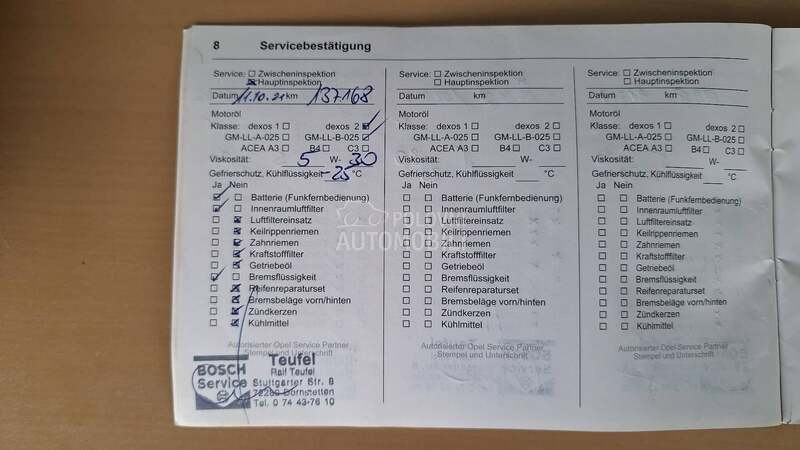 8 Servicebestätigung
Service: ☐ Zwischeninspektion
☒ Hauptinspektion
Datum 11.10.21 km 137168
Motoröl
Klasse: dexos 1 ☐ dexos 2 ☑
GM-LL-A-025 ☐ GM-LL-B-025 ☑
ACEA A3 ☐ B4 ☐ C3 ☐
Viskosität: 5 W- 30
Gefrierschutz, Kühlflüssigkeit -25 °C
Ja Nein
☑ ☐ Batterie (Funkfernbedienung)
☑ ☐ Innenraumluftfilter
☐ ☒ Luftfiltereinsatz
☐ ☒ Keilrippenriemen
☐ ☒ Zahnriemen
☐ ☒ Kraftstofffilter
☐ ☒ Getriebeöl
☑ ☐ Bremsflüssigkeit
☐ ☒ Reifenreparaturset
☐ ☒ Bremsbeläge vorn/hinten
☐ ☒ Zündkerzen
☐ ☒ Kühlmittel
Autorisierter Opel Service Partner
Stempel und Unterschrift
BOSCH
Service
Teufel
Ralf Teufel
Stuttgarter Str. 8
72280 Dornstetten
Tel. 0 74 43-76 10
Service: ☐ Zwischeninspektion
☐ Hauptinspektion
Datum km
Motoröl
Klasse: dexos 1 ☐ dexos 2 ☐
GM-LL-A-025 ☐ GM-LL-B-025 ☐
ACEA A3 ☐ B4 ☐ C3 ☐
Viskosität: W-
Gefrierschutz, Kühlflüssigkeit °C
Ja Nein
☐ ☐ Batterie (Funkfernbedienung)
☐ ☐ Innenraumluftfilter
☐ ☐ Luftfiltereinsatz
☐ ☐ Keilrippenriemen
☐ ☐ Zahnriemen
☐ ☐ Kraftstofffilter
☐ ☐ Getriebeöl
☐ ☐ Bremsflüssigkeit
☐ ☐ Reifenreparaturset
☐ ☐ Bremsbeläge vorn/hinten
☐ ☐ Zündkerzen
☐ ☐ Kühlmittel
Autorisierter Opel Service Partner
Stempel und Unterschrift
Service: ☐ Zwischeninspektion
☐ Hauptinspektion
Datum km
Motoröl
Klasse: dexos 1 ☐ dexos 2 ☐
GM-LL-A-025 ☐ GM-LL-B-025 ☐
ACEA A3 ☐ B4 ☐ C3 ☐
Viskosität: W-
Gefrierschutz, Kühlflüssigkeit °C
Ja Nein
☐ ☐ Batterie (Funkfernbedienung)
☐ ☐ Innenraumluftfilter
☐ ☐ Luftfiltereinsatz
☐ ☐ Keilrippenriemen
☐ ☐ Zahnriemen
☐ ☐ Kraftstofffilter
☐ ☐ Getriebeöl
☐ ☐ Bremsflüssigkeit
☐ ☐ Reifenreparaturset
☐ ☐ Bremsbeläge vorn/hinten
☐ ☐ Zündkerzen
☐ ☐ Kühlmittel
Autorisierter Opel Service Partner
Stempel und Unterschrift